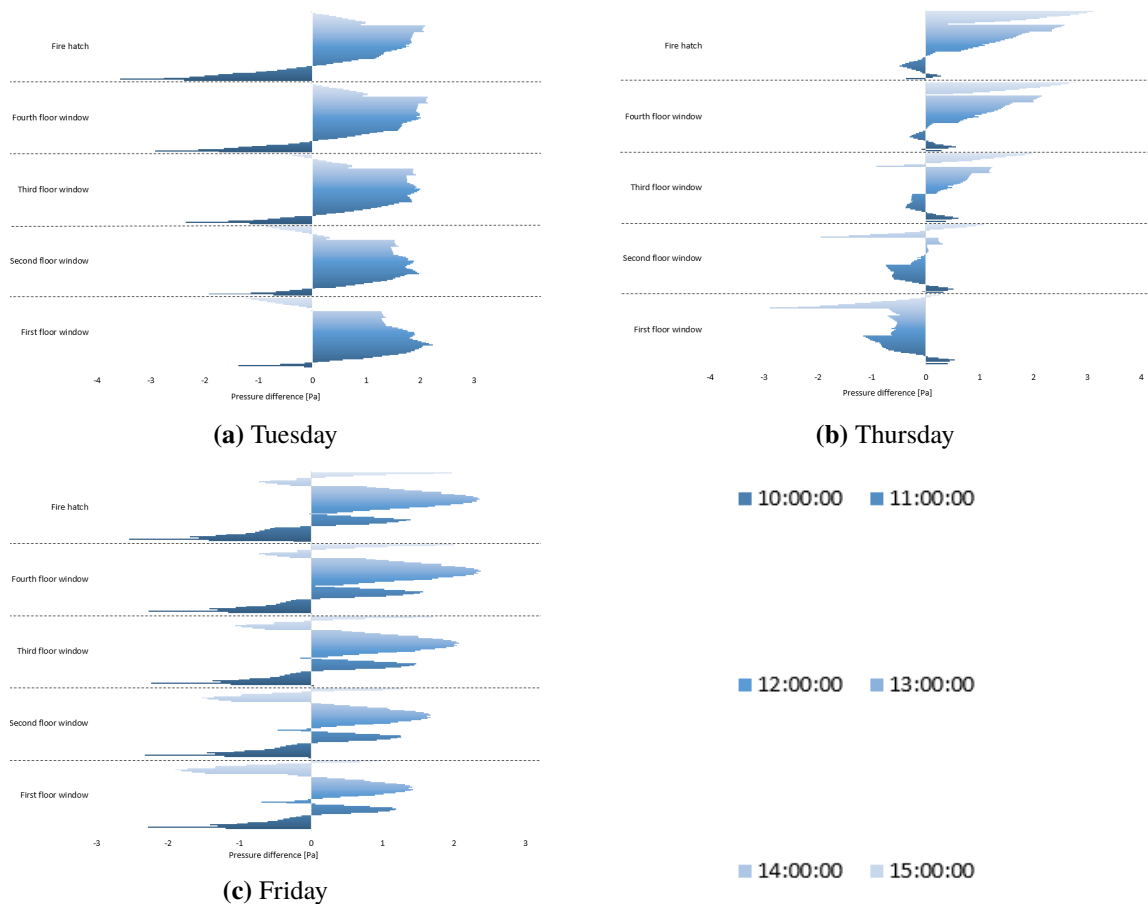 Fire hatch
Fourth floor window
Third floor window
Second floor window
First floor window
-4 -3 -2 -1 0 1 2 3
Pressure difference [Pa]
(a) Tuesday
Fire hatch
Fourth floor window
Third floor window
Second floor window
First floor window
-4 -3 -2 -1 0 1 2 3 4
Pressure difference [Pa]
(b) Thursday
Fire hatch
Fourth floor window
Third floor window
Second floor window
First floor window
-3 -2 -1 0 1 2 3
Pressure difference [Pa]
(c) Friday
10:00:00 11:00:00
12:00:00 13:00:00
14:00:00 15:00:00